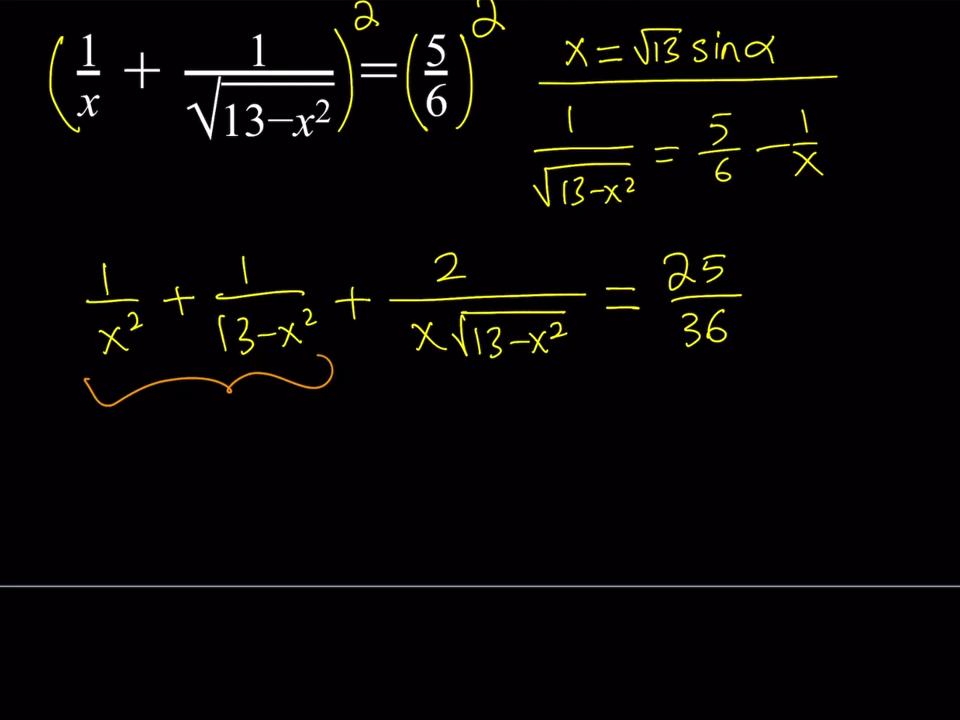 (1/x + 1/√(13−x²))² = (5/6)²
x = √13 sinα
1/√(13−x²) = 5/6 − 1/x
1/x² + 1/(13−x²) + 2/(x√(13−x²)) = 25/36